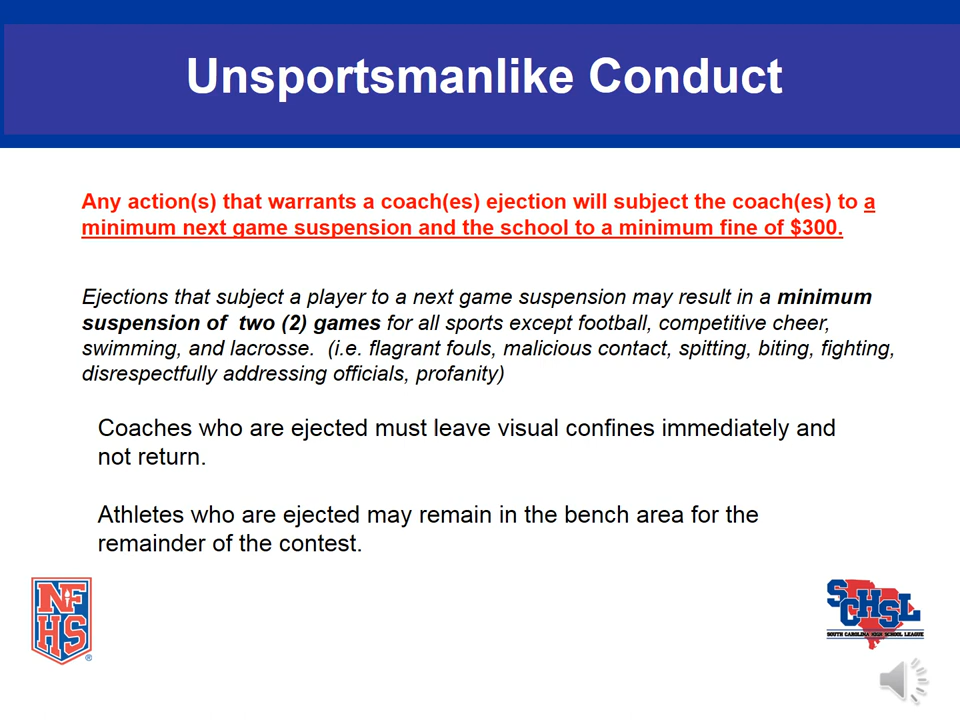 Unsportsmanlike Conduct
Any action(s) that warrants a coach(es) ejection will subject the coach(es) to a
minimum next game suspension and the school to a minimum fine of $300.
Ejections that subject a player to a next game suspension may result in a minimum
suspension of two (2) games for all sports except football, competitive cheer,
swimming, and lacrosse. (i.e. flagrant fouls, malicious contact, spitting, biting, fighting,
disrespectfully addressing officials, profanity)
Coaches who are ejected must leave visual confines immediately and
not return.
Athletes who are ejected may remain in the bench area for the
remainder of the contest.
NF
HS
®
SCHSL
SOUTH CAROLINA HIGH SCHOOL LEAGUE